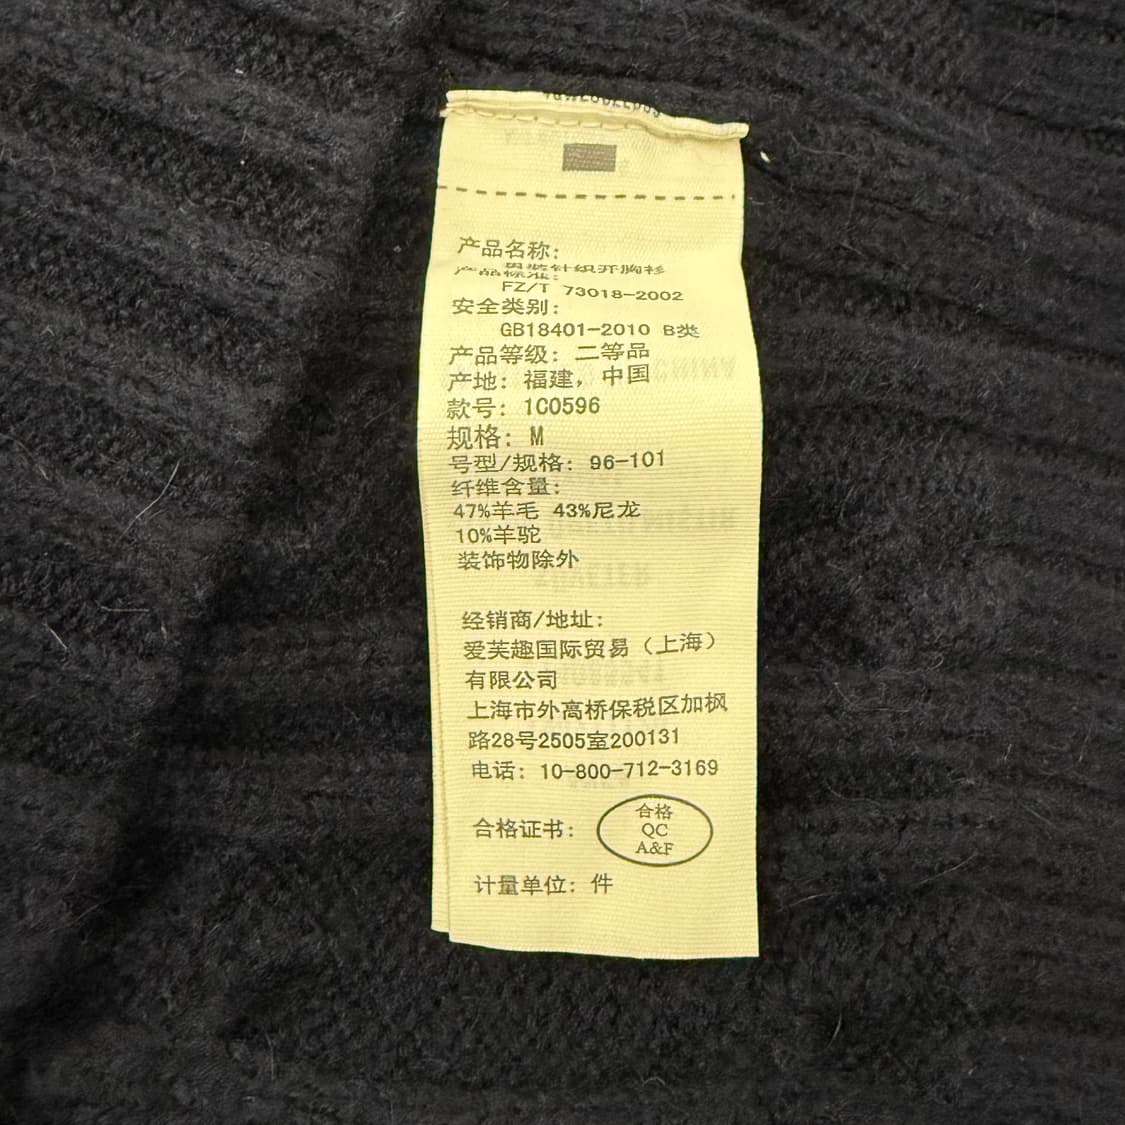 产品名称:
男装针织开胸衫
产品标准:
FZ/T 73018-2002
安全类别:
GB18401-2010 B类
产品等级: 二等品
产地: 福建, 中国
款号: 1C0596
规格: M
号型/规格: 96-101
纤维含量:
47%羊毛 43%尼龙
10%羊驼
装饰物除外
经销商/地址:
爱芙趣国际贸易（上海）
有限公司
上海市外高桥保税区加枫
路28号2505室200131
电话: 10-800-712-3169
合格证书:
合格
QC
A&F
计量单位: 件